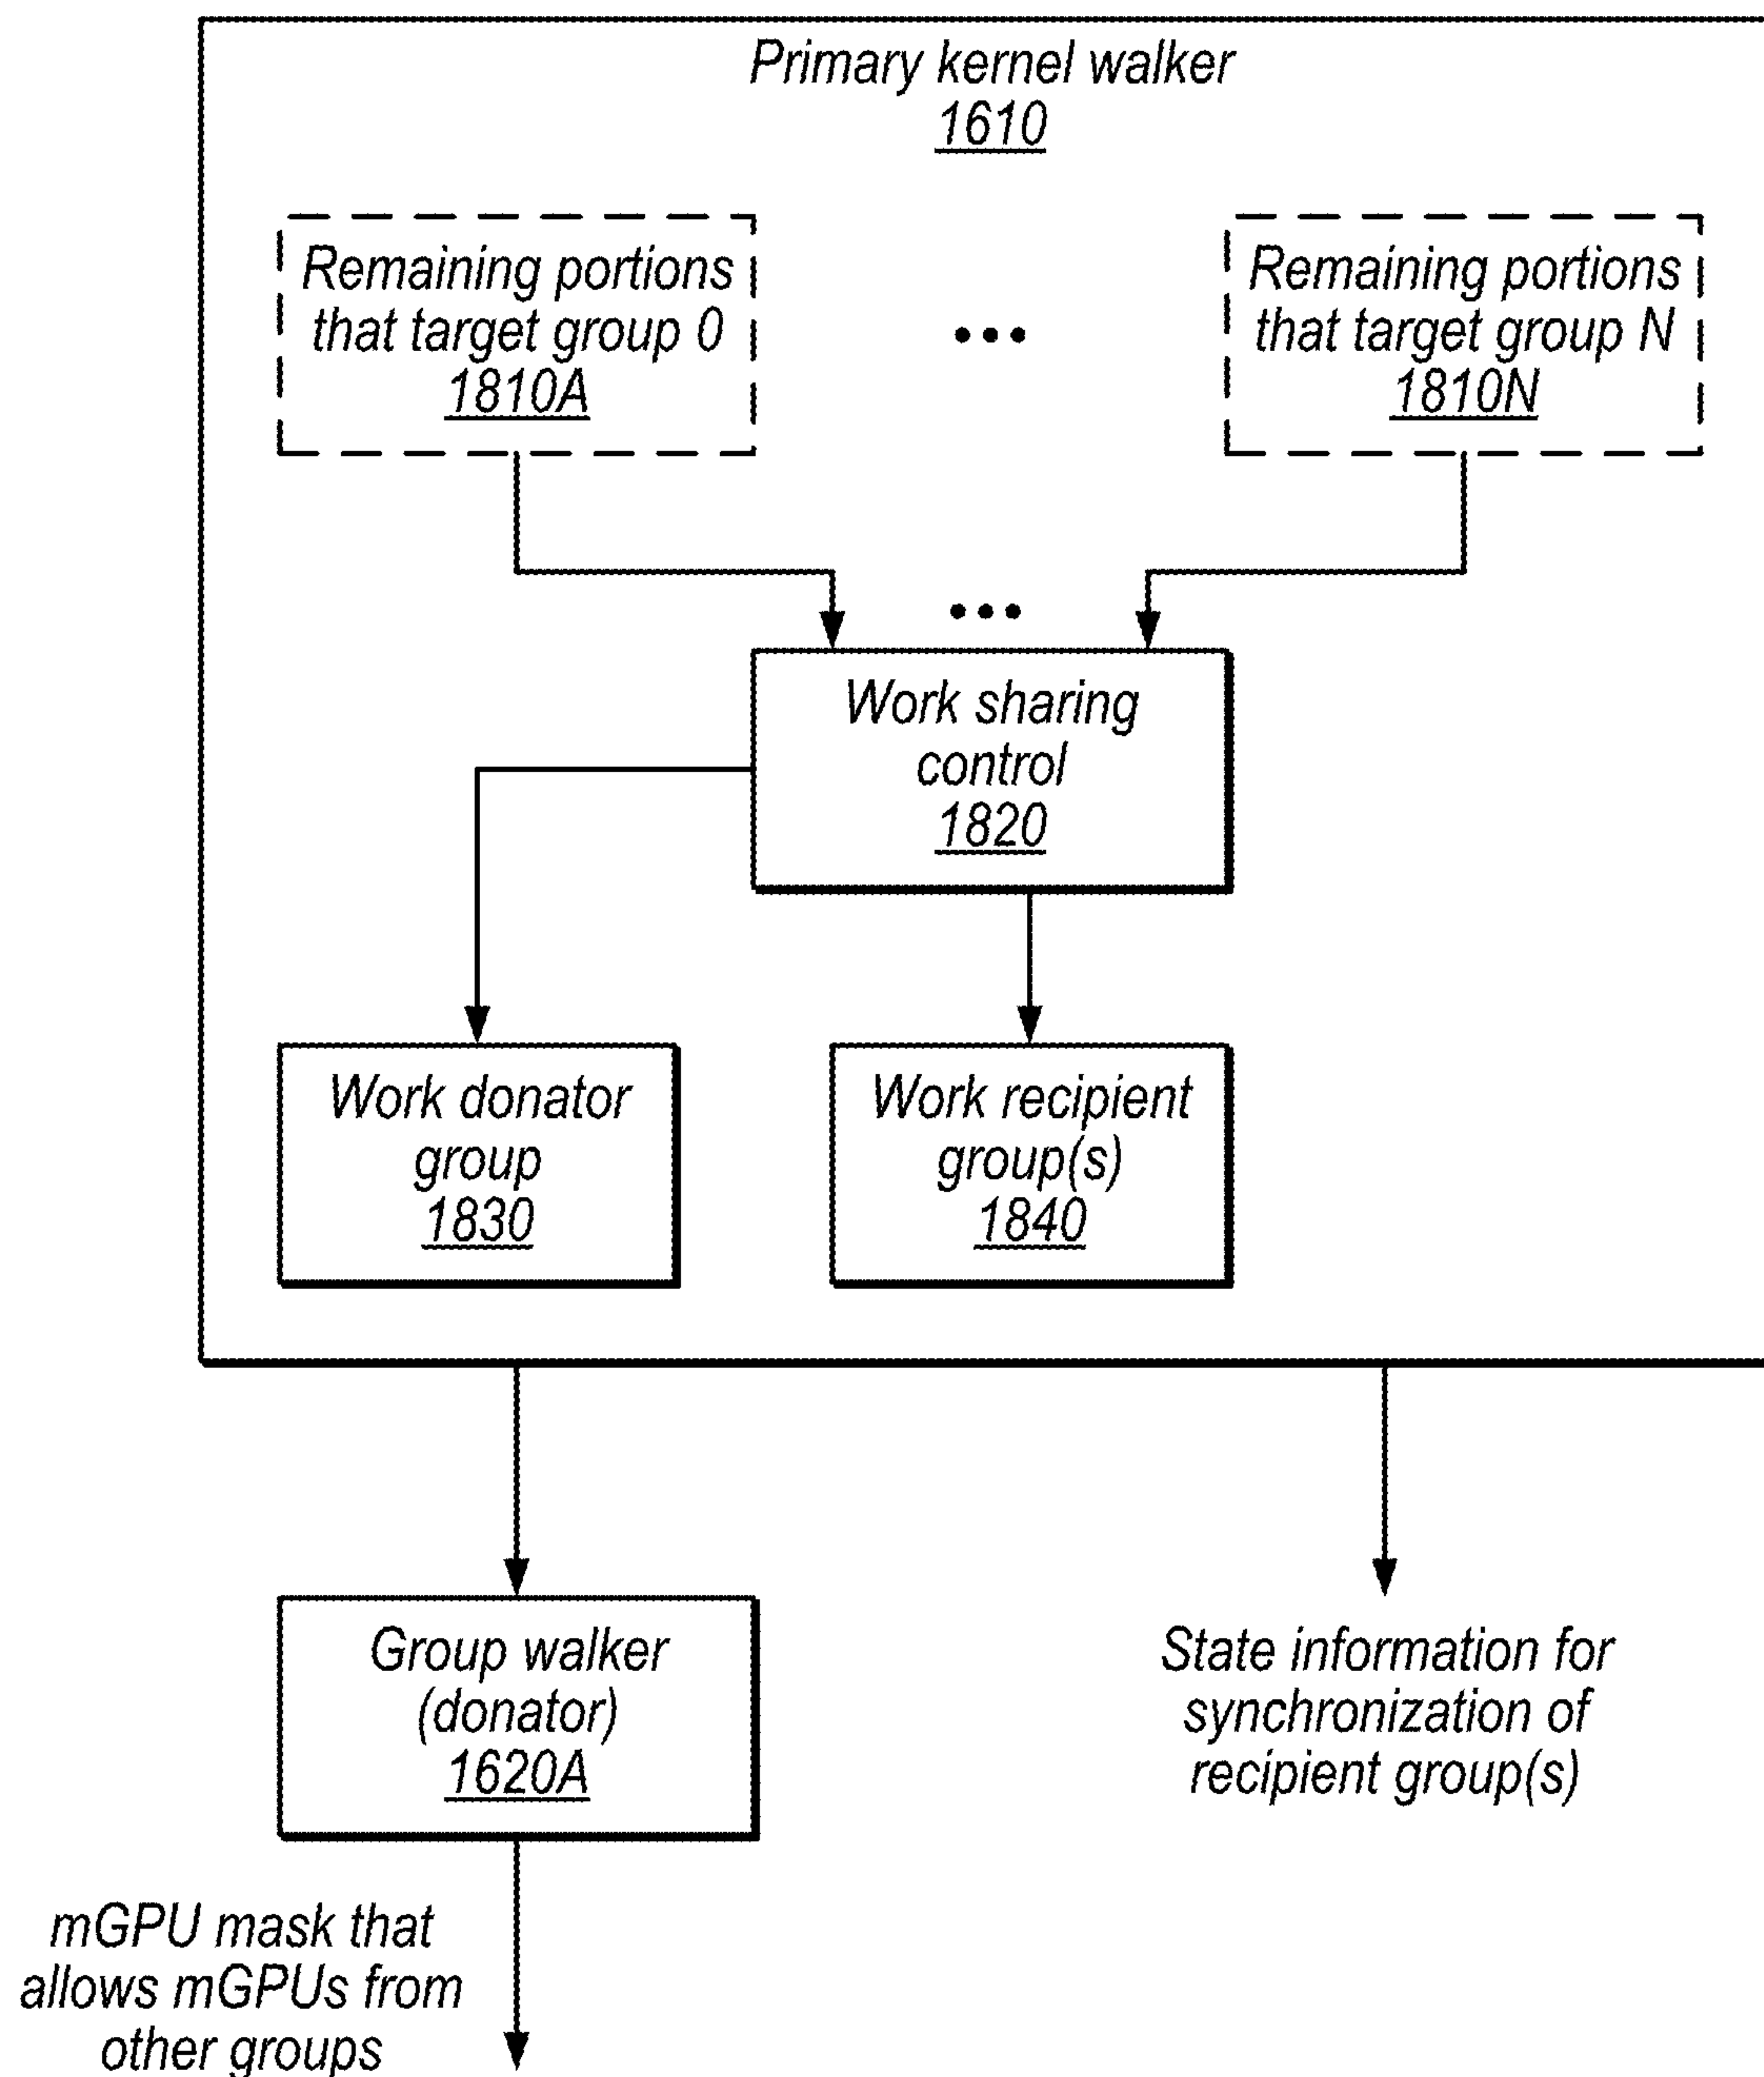 Primary kernel walker
1610
Remaining portions
that target group 0
1810A
•••
Remaining portions
that target group N
1810N
•••
Work sharing
control
1820
Work donator
group
1830
Work recipient
group(s)
1840
Group walker
(donator)
1620A
State information for
synchronization of
recipient group(s)
mGPU mask that
allows mGPUs from
other groups